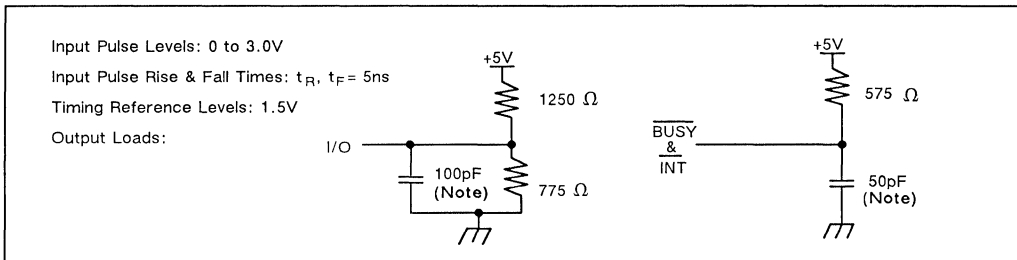 Input Pulse Levels: 0 to 3.0V
Input Pulse Rise & Fall Times: tR, tF= 5ns
Timing Reference Levels: 1.5V
Output Loads:
+5V
1250 Ω
I/O
100pF
(Note)
775 Ω
+5V
575 Ω
BUSY
&
INT
50pF
(Note)